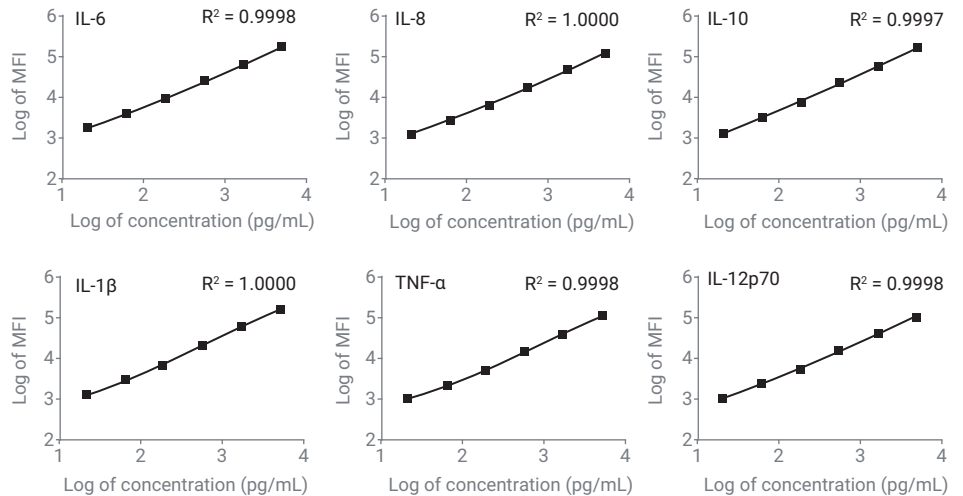 IL-6
R² = 0.9998
6
5
4
3
2
Log of MFI
1 2 3 4
Log of concentration (pg/mL)
IL-8
R² = 1.0000
6
5
4
3
2
Log of MFI
1 2 3 4
Log of concentration (pg/mL)
IL-10
R² = 0.9997
6
5
4
3
2
Log of MFI
1 2 3 4
Log of concentration (pg/mL)
IL-1β
R² = 1.0000
6
5
4
3
2
Log of MFI
1 2 3 4
Log of concentration (pg/mL)
TNF-α
R² = 0.9998
6
5
4
3
2
Log of MFI
1 2 3 4
Log of concentration (pg/mL)
IL-12p70
R² = 0.9998
6
5
4
3
2
Log of MFI
1 2 3 4
Log of concentration (pg/mL)